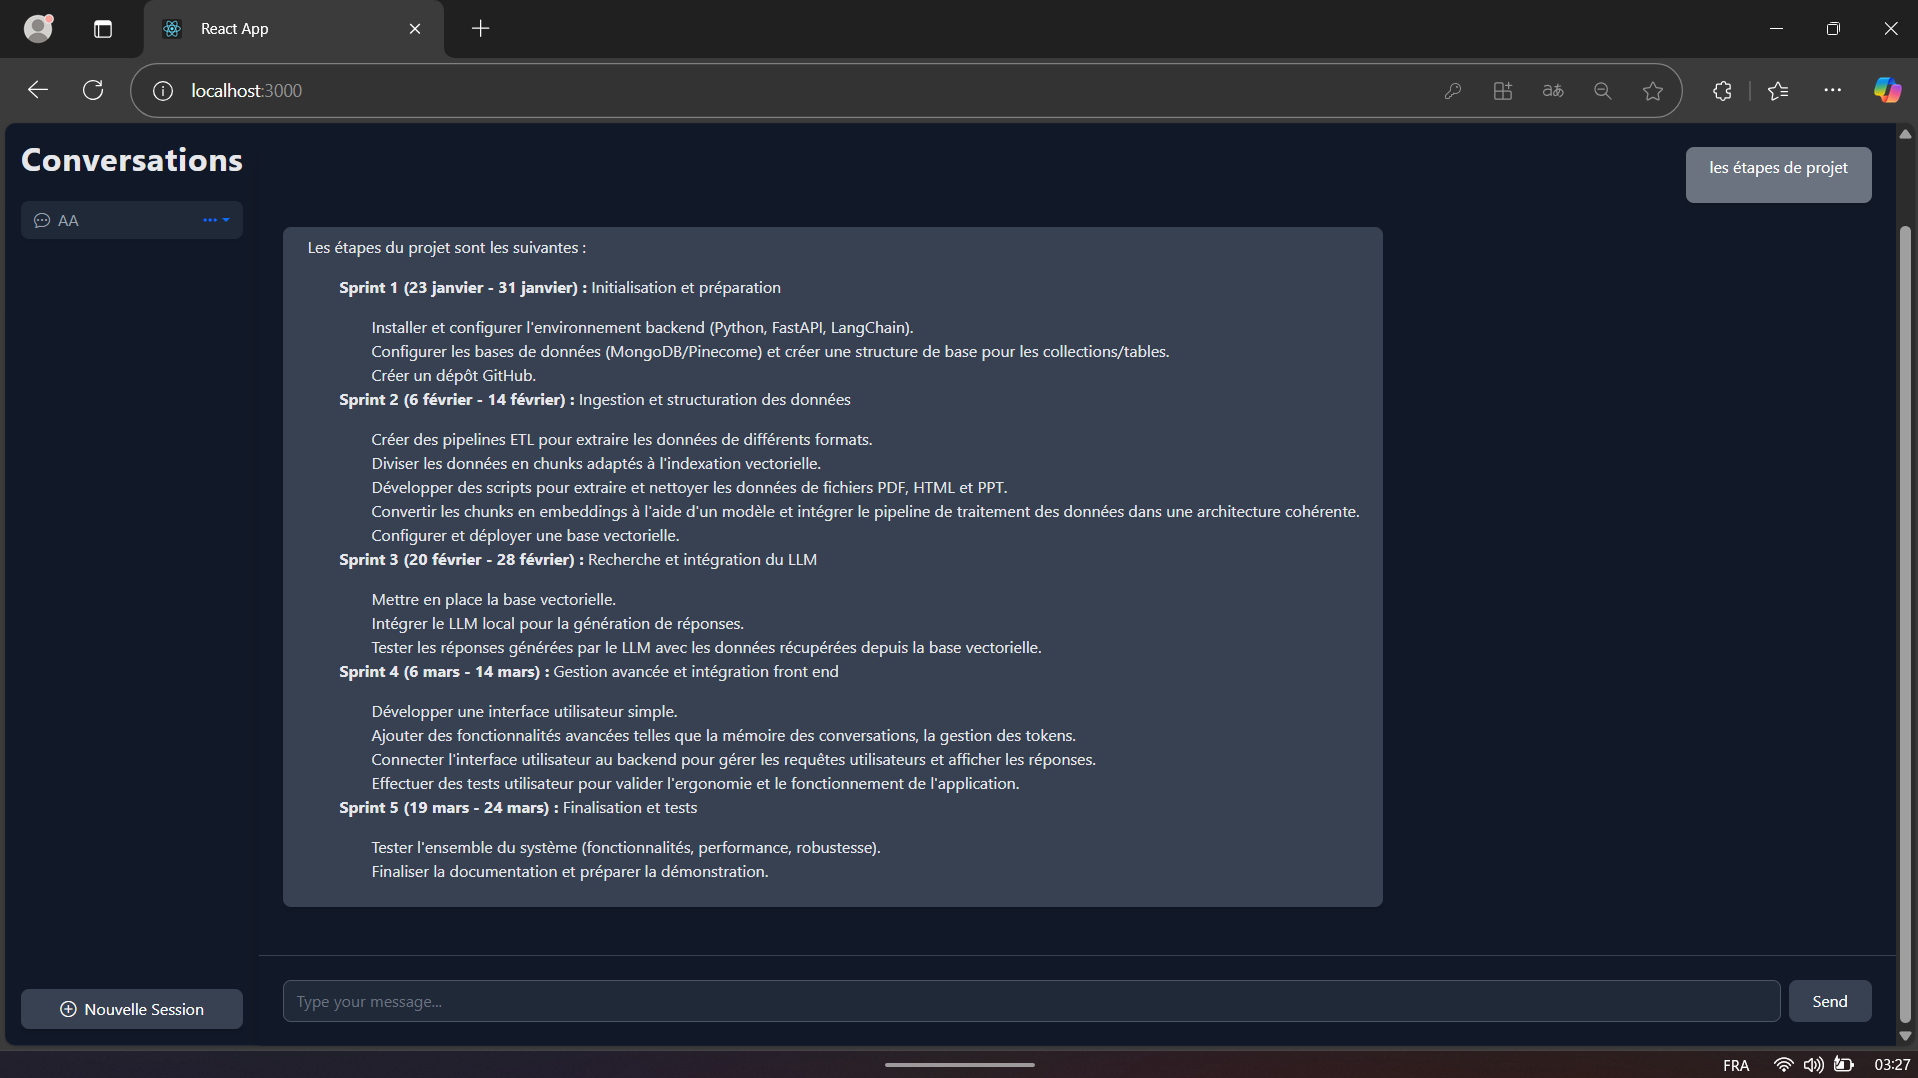 React App
localhost:3000
aあ
Conversations
AA
les étapes de projet
Les étapes du projet sont les suivantes :
Sprint 1 (23 janvier - 31 janvier) : Initialisation et préparation
Installer et configurer l'environnement backend (Python, FastAPI, LangChain).
Configurer les bases de données (MongoDB/Pinecome) et créer une structure de base pour les collections/tables.
Créer un dépôt GitHub.
Sprint 2 (6 février - 14 février) : Ingestion et structuration des données
Créer des pipelines ETL pour extraire les données de différents formats.
Diviser les données en chunks adaptés à l'indexation vectorielle.
Développer des scripts pour extraire et nettoyer les données de fichiers PDF, HTML et PPT.
Convertir les chunks en embeddings à l'aide d'un modèle et intégrer le pipeline de traitement des données dans une architecture cohérente.
Configurer et déployer une base vectorielle.
Sprint 3 (20 février - 28 février) : Recherche et intégration du LLM
Mettre en place la base vectorielle.
Intégrer le LLM local pour la génération de réponses.
Tester les réponses générées par le LLM avec les données récupérées depuis la base vectorielle.
Sprint 4 (6 mars - 14 mars) : Gestion avancée et intégration front end
Développer une interface utilisateur simple.
Ajouter des fonctionnalités avancées telles que la mémoire des conversations, la gestion des tokens.
Connecter l'interface utilisateur au backend pour gérer les requêtes utilisateurs et afficher les réponses.
Effectuer des tests utilisateur pour valider l'ergonomie et le fonctionnement de l'application.
Sprint 5 (19 mars - 24 mars) : Finalisation et tests
Tester l'ensemble du système (fonctionnalités, performance, robustesse).
Finaliser la documentation et préparer la démonstration.
Type your message...
Send
Nouvelle Session
FRA
03:27